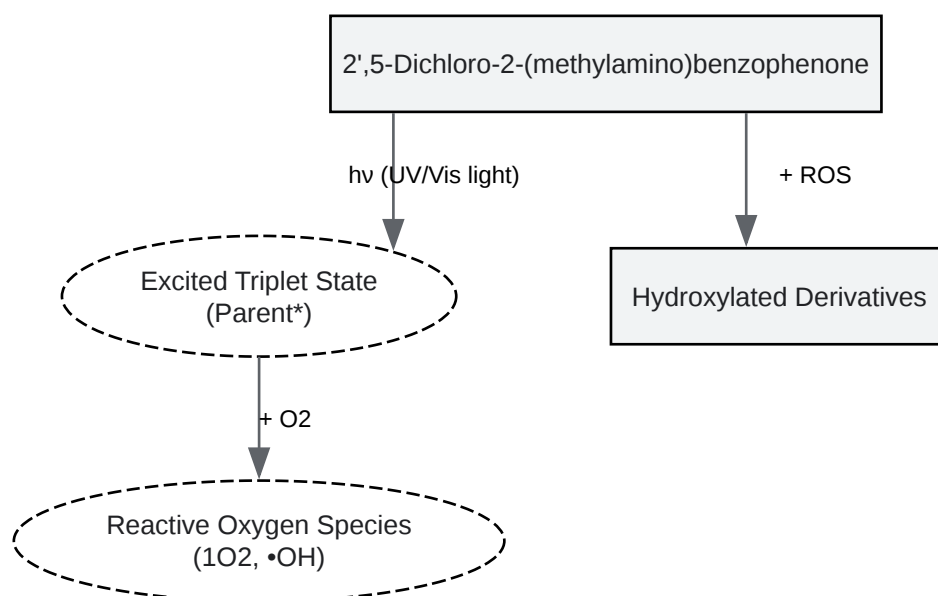 2',5-Dichloro-2-(methylamino)benzophenone
hν (UV/Vis light)
+ ROS
Excited Triplet State
(Parent*)
Hydroxylated Derivatives
+ O2
Reactive Oxygen Species
(1O2, •OH)